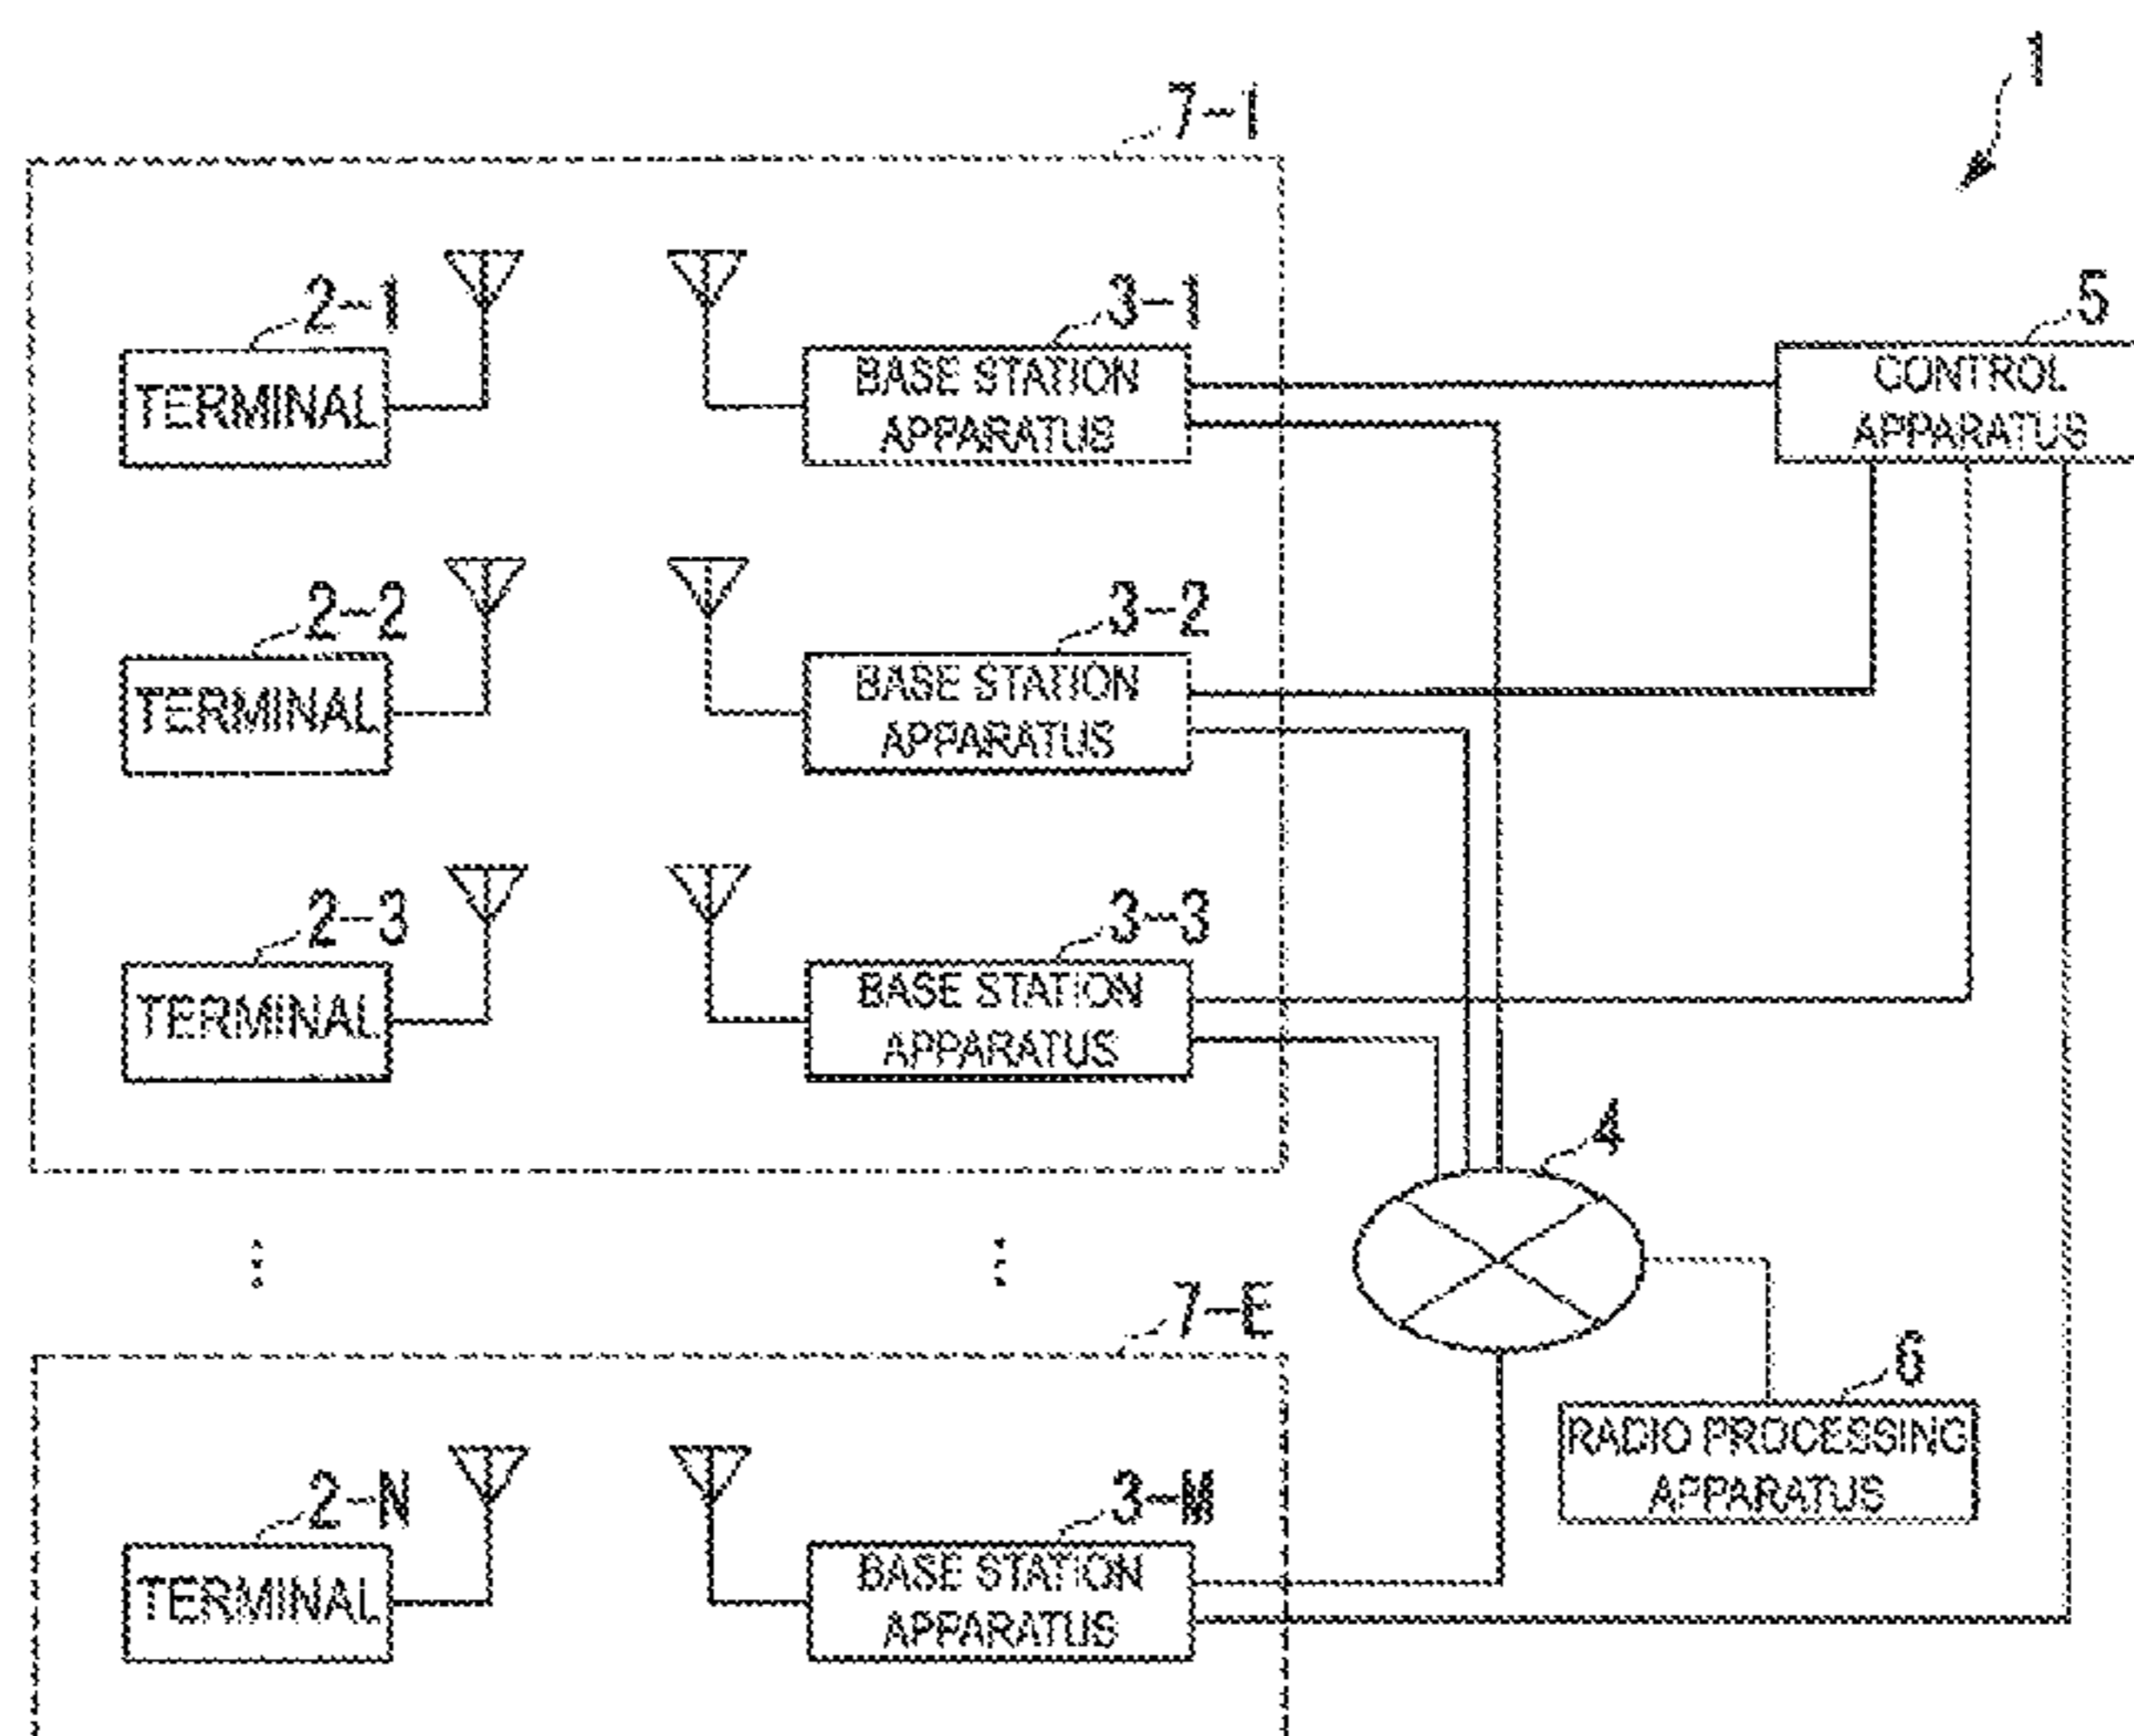 1
7-1
2-1
TERMINAL
3-1
BASE STATION
APPARATUS
5
CONTROL
APPARATUS
2-2
TERMINAL
3-2
BASE STATION
APPARATUS
2-3
TERMINAL
3-3
BASE STATION
APPARATUS
4
7-E
6
RADIO PROCESSING
APPARATUS
2-N
TERMINAL
3-M
BASE STATION
APPARATUS